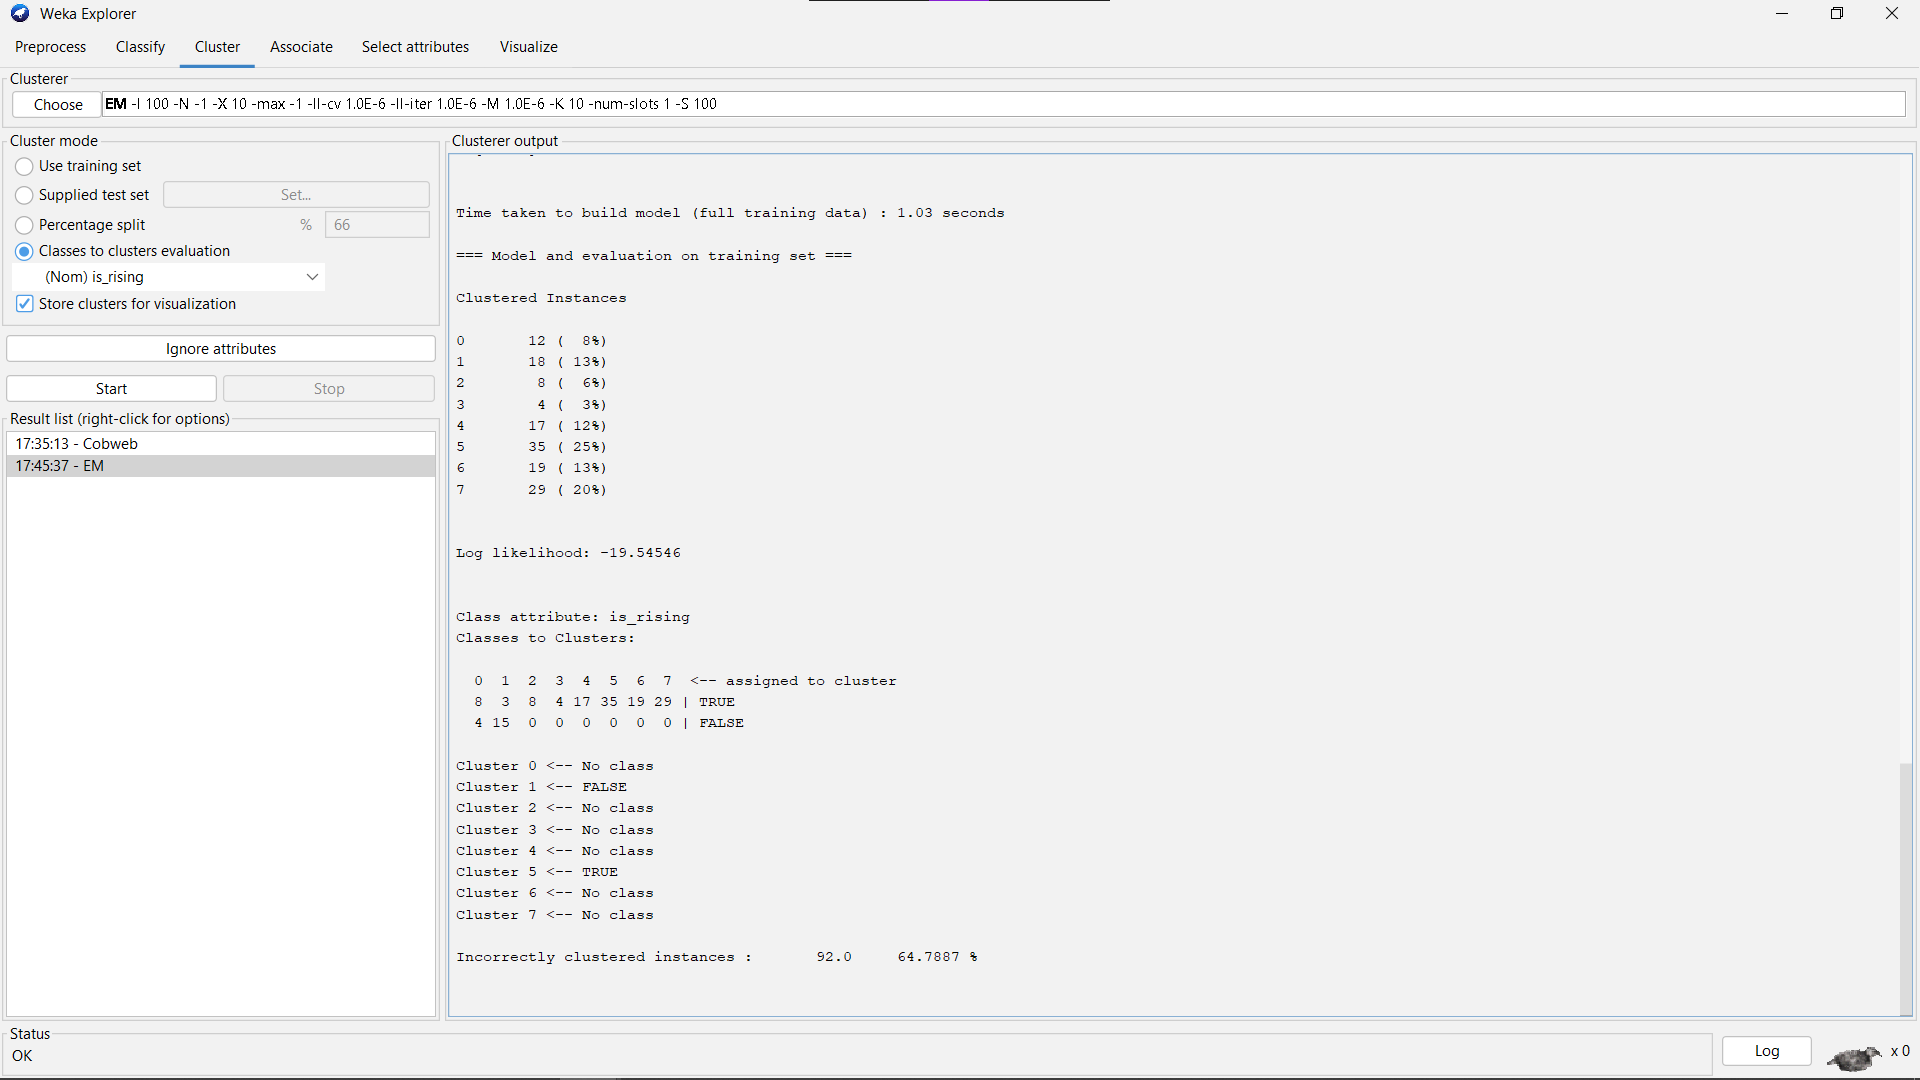 Weka Explorer
Preprocess Classify Cluster Associate Select attributes Visualize
Clusterer
Choose EM -I 100 -N -1 -X 10 -max -1 -ll-cv 1.0E-6 -ll-iter 1.0E-6 -M 1.0E-6 -K 10 -num-slots 1 -S 100
Cluster mode
Use training set
Supplied test set Set...
Percentage split % 66
Classes to clusters evaluation
(Nom) is_rising
Store clusters for visualization
Ignore attributes
Start Stop
Result list (right-click for options)
17:35:13 - Cobweb
17:45:37 - EM
Clusterer output
Time taken to build model (full training data) : 1.03 seconds
=== Model and evaluation on training set ===
Clustered Instances
0 12 ( 8%)
1 18 ( 13%)
2 8 ( 6%)
3 4 ( 3%)
4 17 ( 12%)
5 35 ( 25%)
6 19 ( 13%)
7 29 ( 20%)
Log likelihood: -19.54546
Class attribute: is_rising
Classes to Clusters:
0 1 2 3 4 5 6 7 <-- assigned to cluster
8 3 8 4 17 35 19 29 | TRUE
4 15 0 0 0 0 0 0 | FALSE
Cluster 0 <-- No class
Cluster 1 <-- FALSE
Cluster 2 <-- No class
Cluster 3 <-- No class
Cluster 4 <-- No class
Cluster 5 <-- TRUE
Cluster 6 <-- No class
Cluster 7 <-- No class
Incorrectly clustered instances : 92.0 64.7887 %
Status
OK
Log x 0